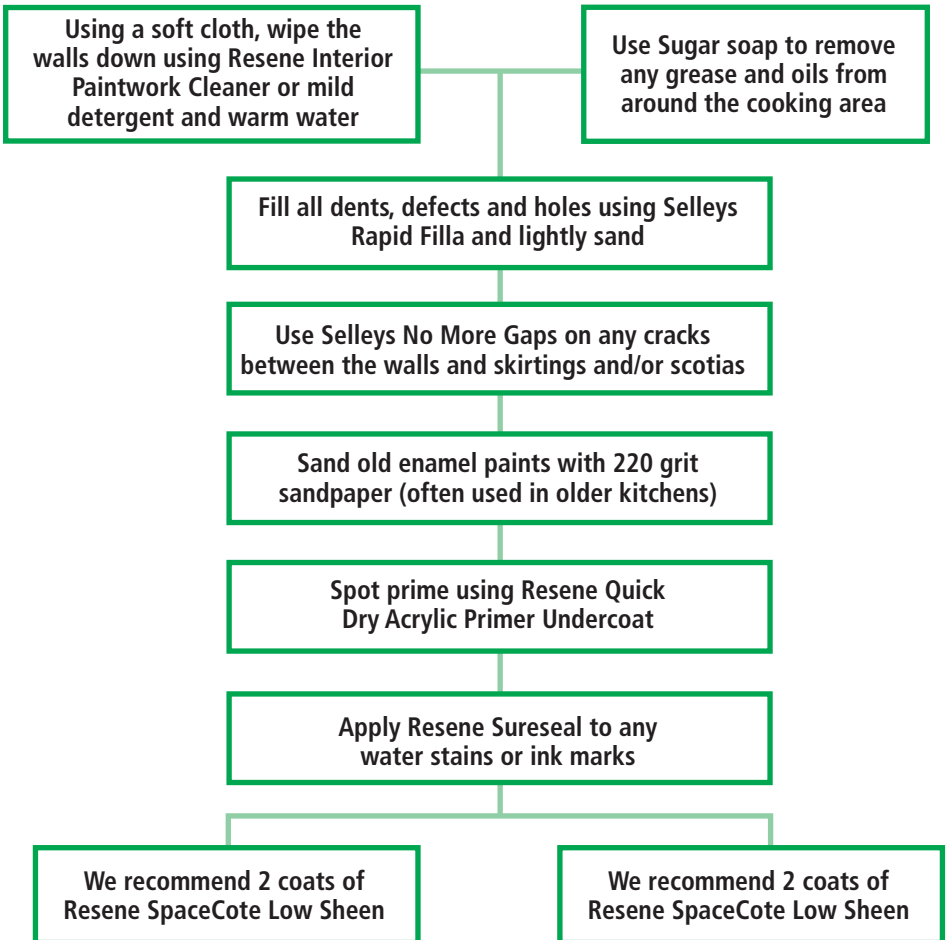 Using a soft cloth, wipe the
walls down using Resene Interior
Paintwork Cleaner or mild
detergent and warm water
Use Sugar soap to remove
any grease and oils from
around the cooking area
Fill all dents, defects and holes using Selleys
Rapid Filla and lightly sand
Use Selleys No More Gaps on any cracks
between the walls and skirtings and/or scotias
Sand old enamel paints with 220 grit
sandpaper (often used in older kitchens)
Spot prime using Resene Quick
Dry Acrylic Primer Undercoat
Apply Resene Sureseal to any
water stains or ink marks
We recommend 2 coats of
Resene SpaceCote Low Sheen
We recommend 2 coats of
Resene SpaceCote Low Sheen